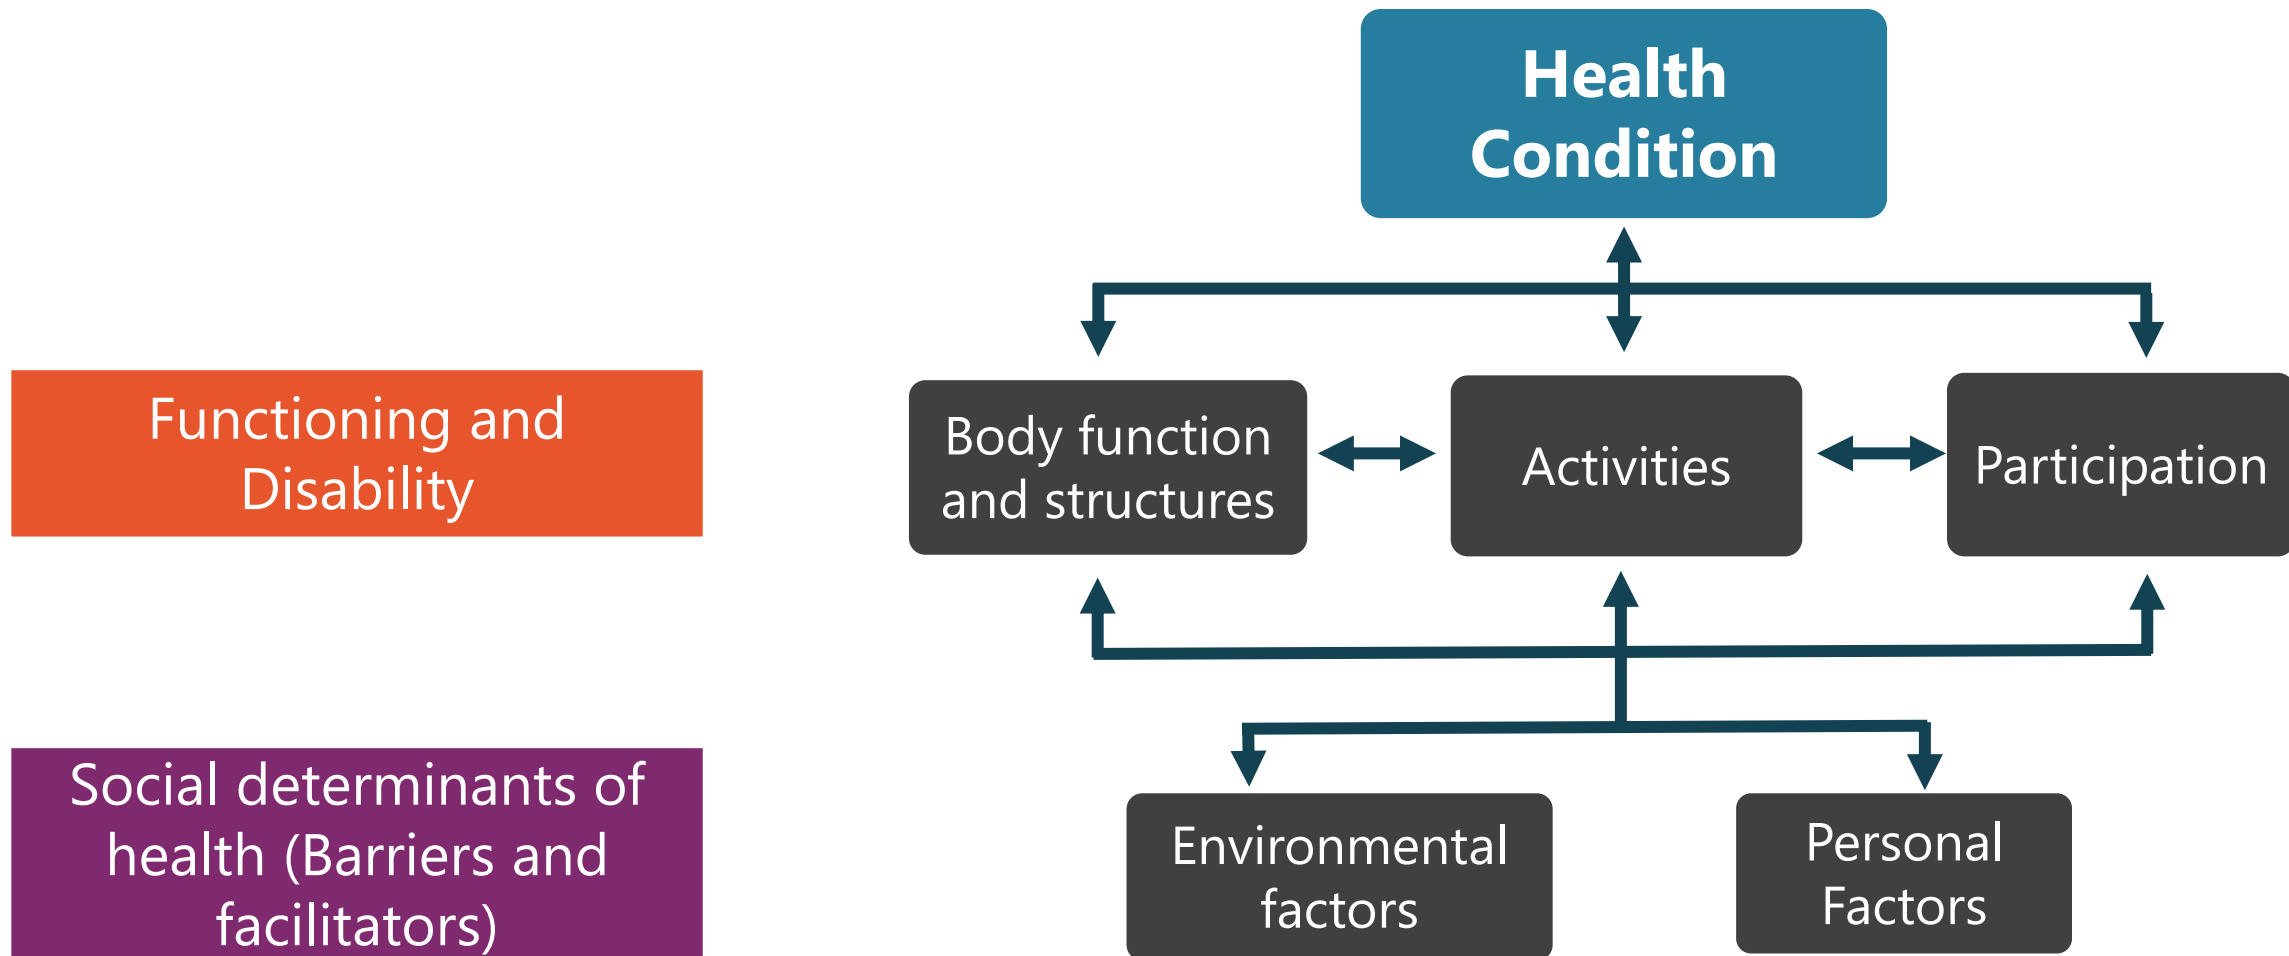 Health
Condition
Functioning and
Disability
Body function
and structures
Activities
Participation
Social determinants of
health (Barriers and
facilitators)
Environmental
factors
Personal
Factors